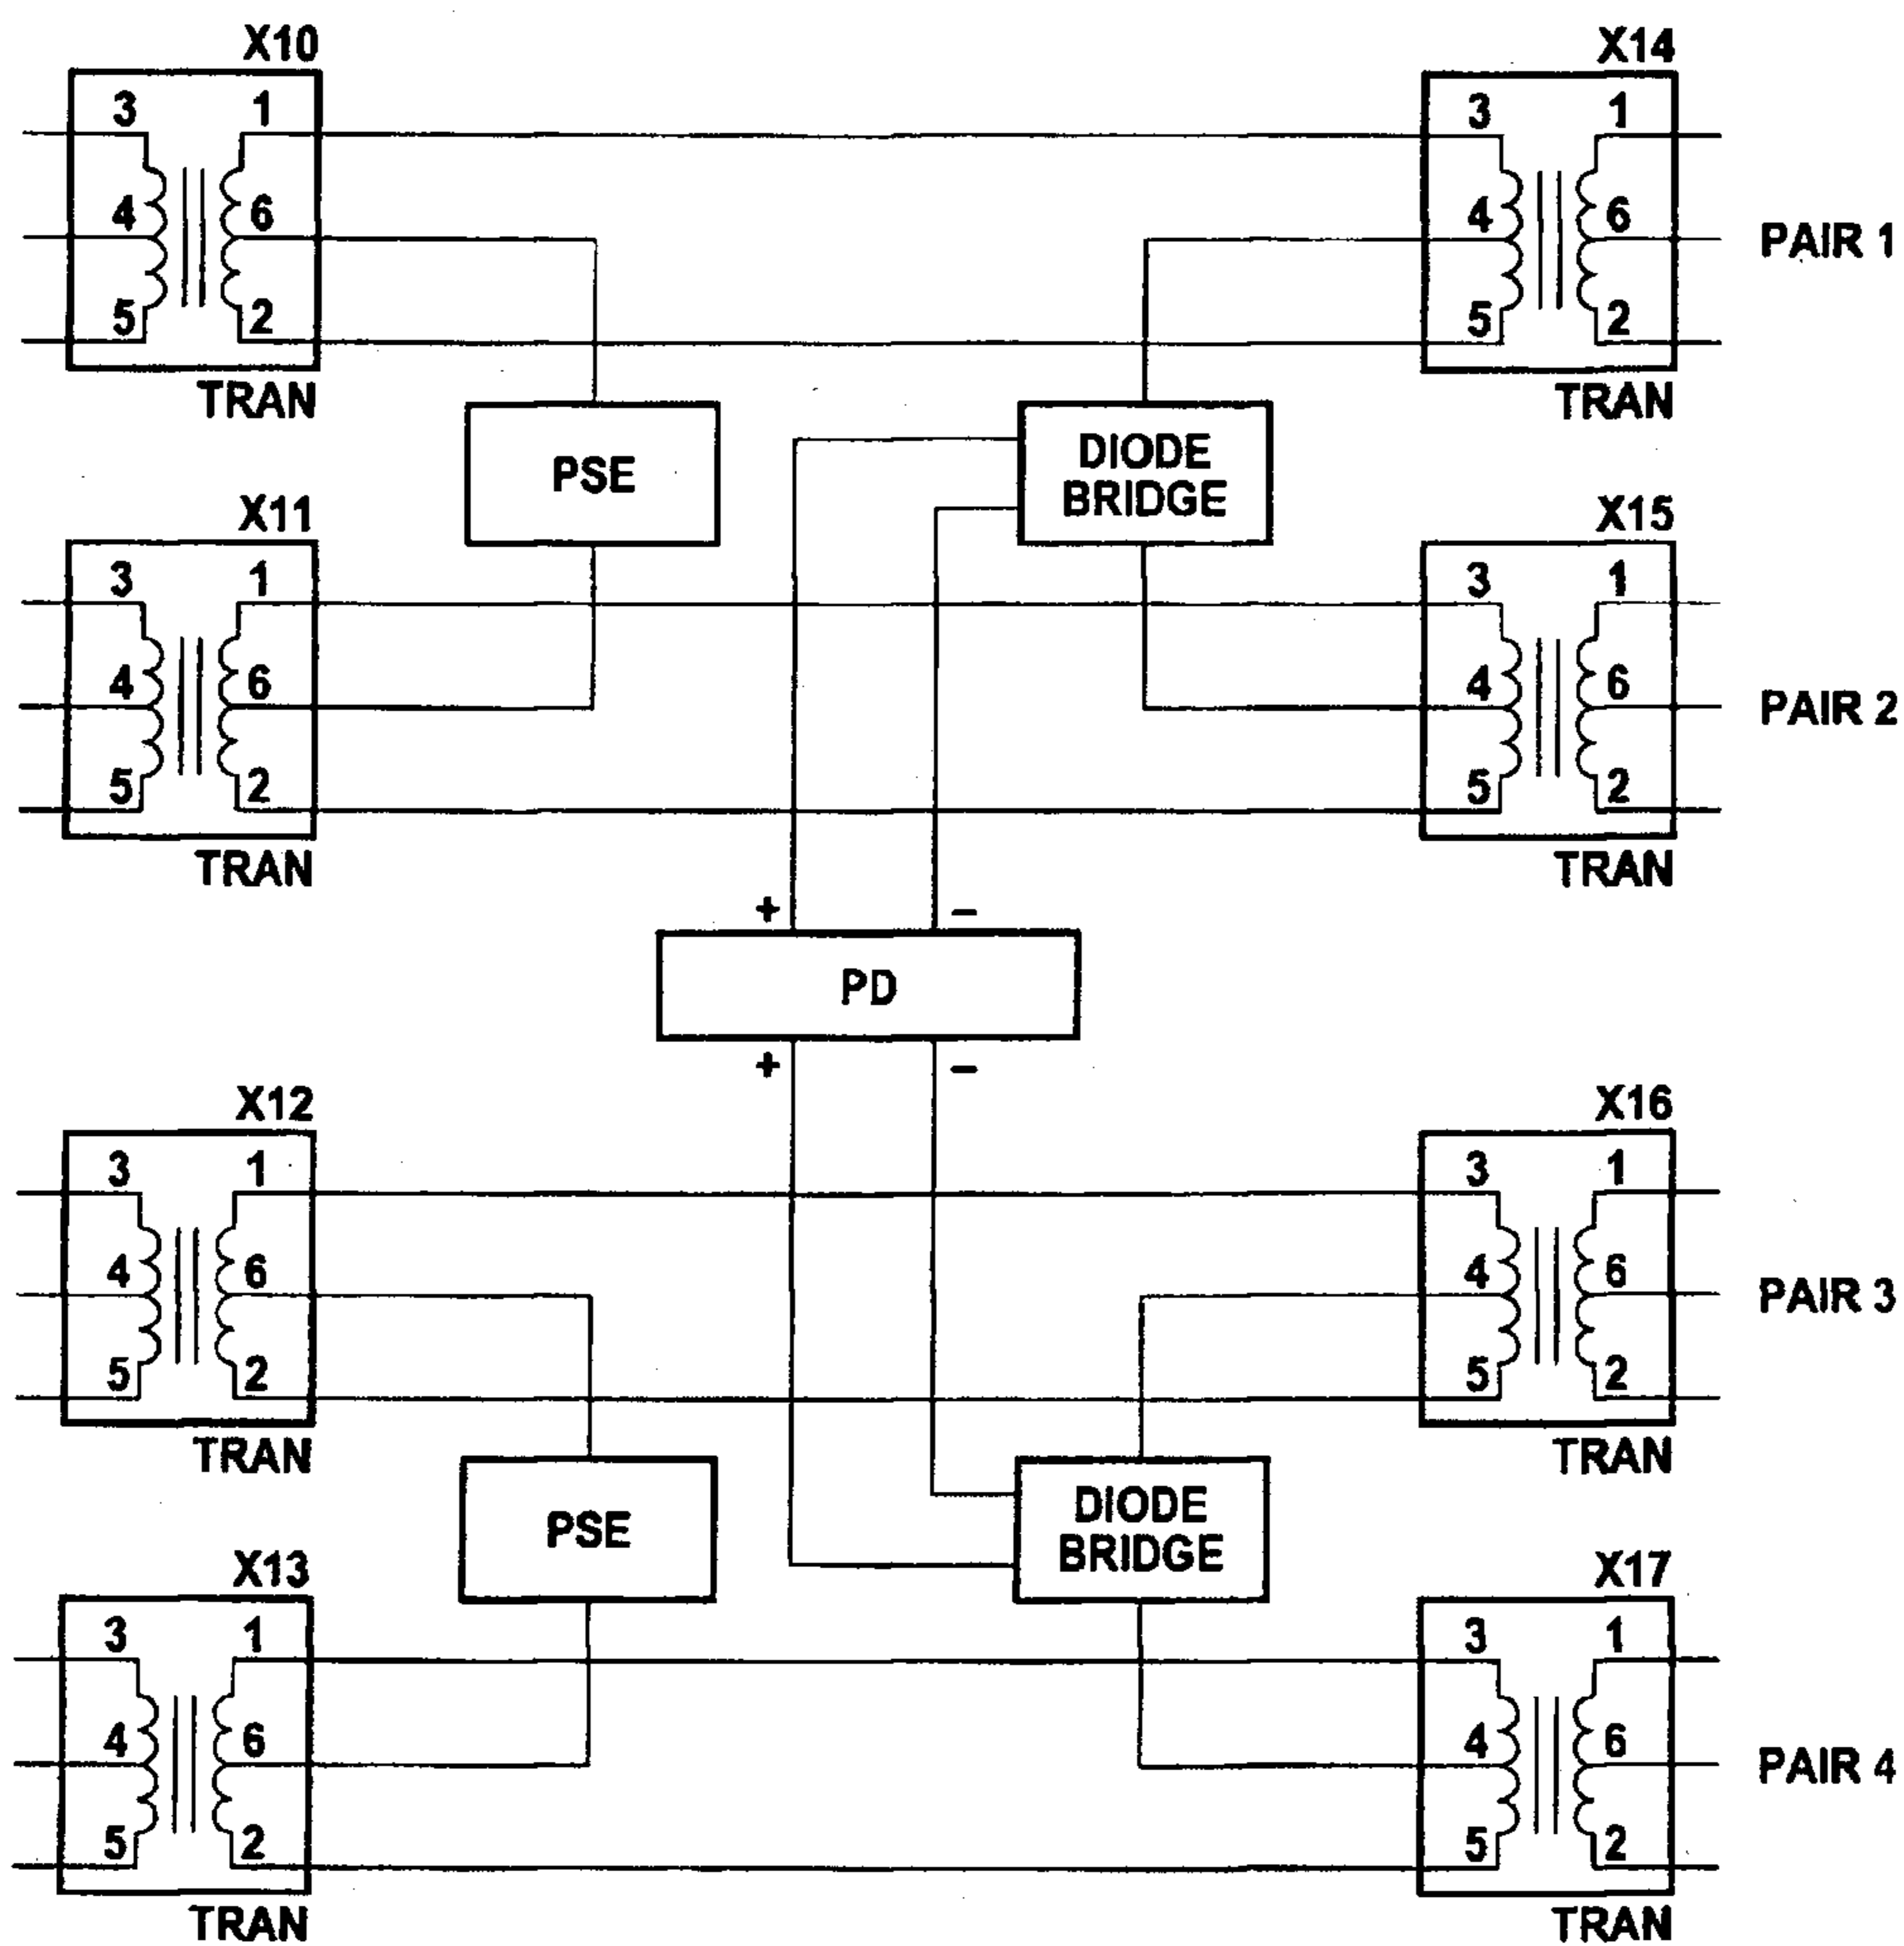 X10
X14
3 1
3 1
4 6
4 6
PAIR 1
5 2
5 2
TRAN
TRAN
PSE
DIODE
BRIDGE
X11
X15
3 1
3 1
4 6
4 6
PAIR 2
5 2
5 2
TRAN
TRAN
+ −
PD
+ −
X12
X16
3 1
3 1
4 6
4 6
PAIR 3
5 2
5 2
TRAN
TRAN
PSE
DIODE
BRIDGE
X13
X17
3 1
3 1
4 6
4 6
PAIR 4
5 2
5 2
TRAN
TRAN